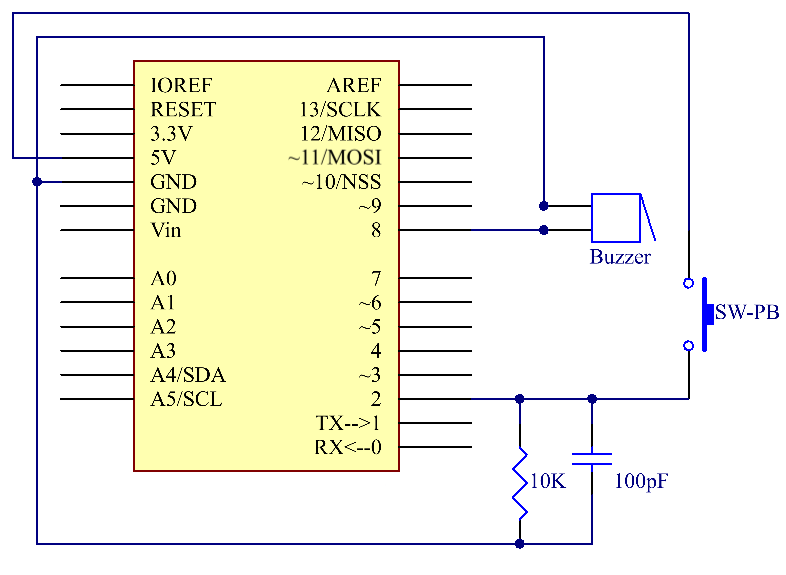 IOREF
RESET
3.3V
5V
GND
GND
Vin
A0
A1
A2
A3
A4/SDA
A5/SCL
AREF
13/SCLK
12/MISO
~11/MOSI
~10/NSS
~9
8
7
~6
~5
4
~3
2
TX-->1
RX<--0
Buzzer
SW-PB
10K
100pF